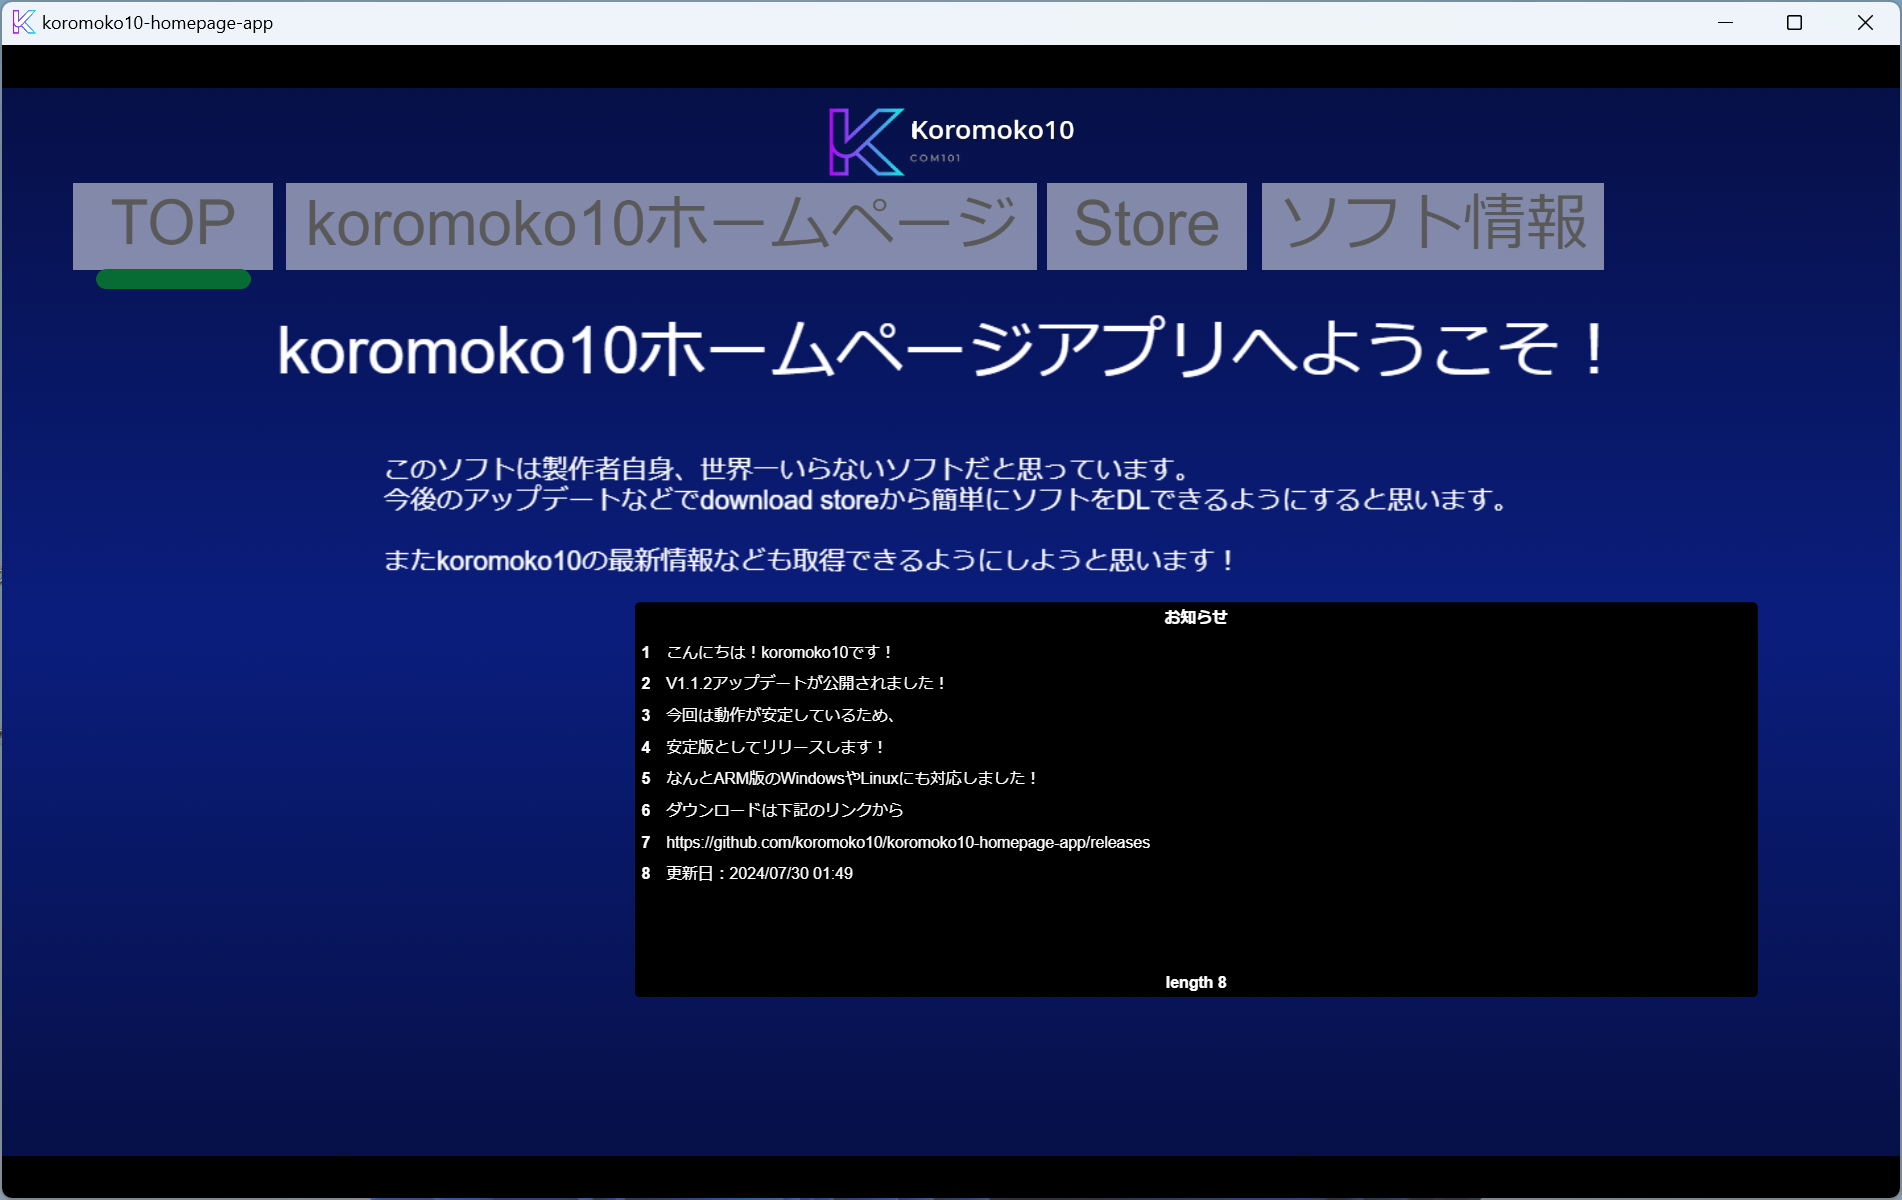 koromoko10-homepage-app
Koromoko10
COM101
TOP koromoko10ホームページ Store ソフト情報
koromoko10ホームページアプリへようこそ！
このソフトは製作者自身、世界一いらないソフトだと思っています。
今後のアップデートなどでdownload storeから簡単にソフトをDLできるようにすると思います。
またkoromoko10の最新情報なども取得できるようにしようと思います！
お知らせ
1 こんにちは！koromoko10です！
2 V1.1.2アップデートが公開されました！
3 今回は動作が安定しているため、
4 安定版としてリリースします！
5 なんとARM版のWindowsやLinuxにも対応しました！
6 ダウンロードは下記のリンクから
7 https://github.com/koromoko10/koromoko10-homepage-app/releases
8 更新日：2024/07/30 01:49
length 8